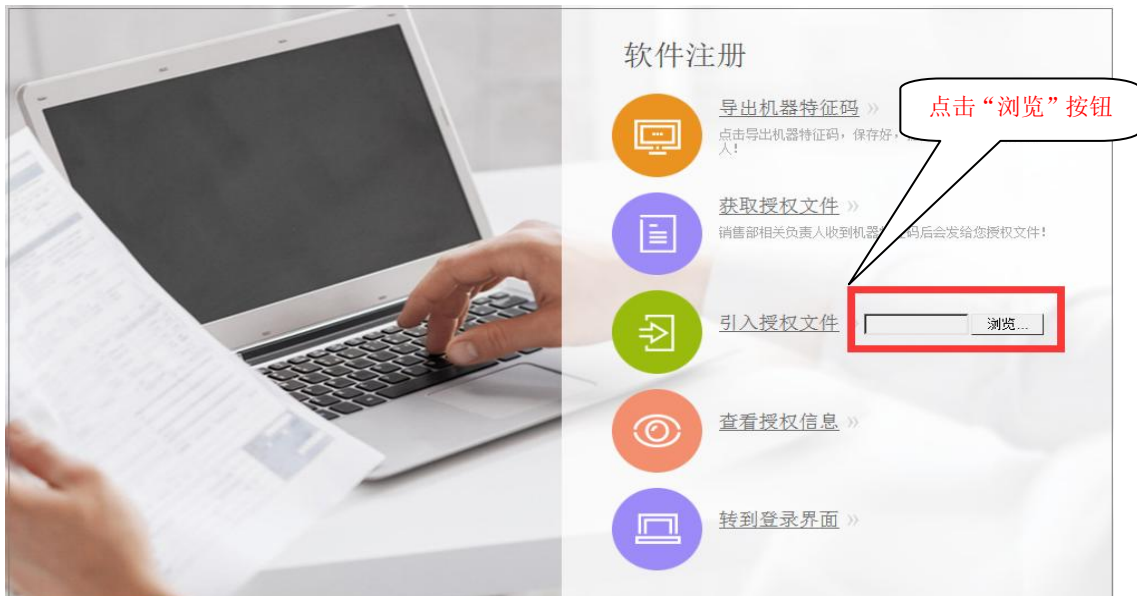 软件注册
点击“浏览”按钮
导出机器特征码 »
点击导出机器特征码，保存好，
人!
获取授权文件 »
销售部相关负责人收到机器 码后会发给您授权文件!
引入授权文件
浏览...
查看授权信息 »
转到登录界面 »